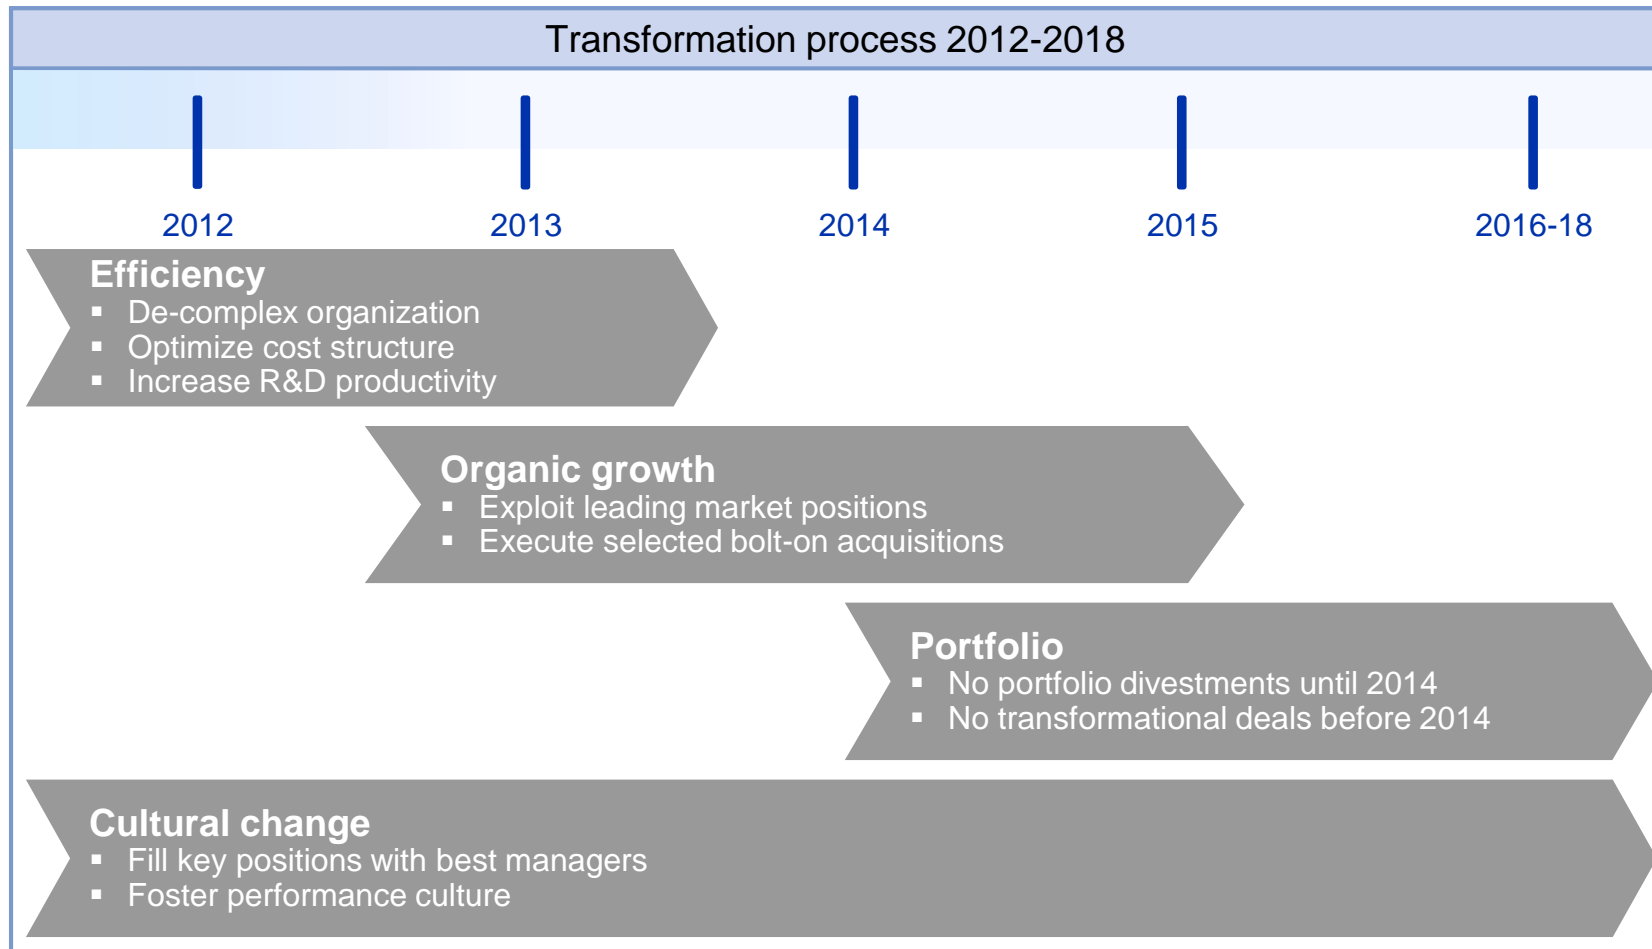 Transformation process 2012-2018
2012
2013
2014
2015
2016-18
Efficiency
▪ De-complex organization
▪ Optimize cost structure
▪ Increase R&D productivity
Organic growth
▪ Exploit leading market positions
▪ Execute selected bolt-on acquisitions
Portfolio
▪ No portfolio divestments until 2014
▪ No transformational deals before 2014
Cultural change
▪ Fill key positions with best managers
▪ Foster performance culture